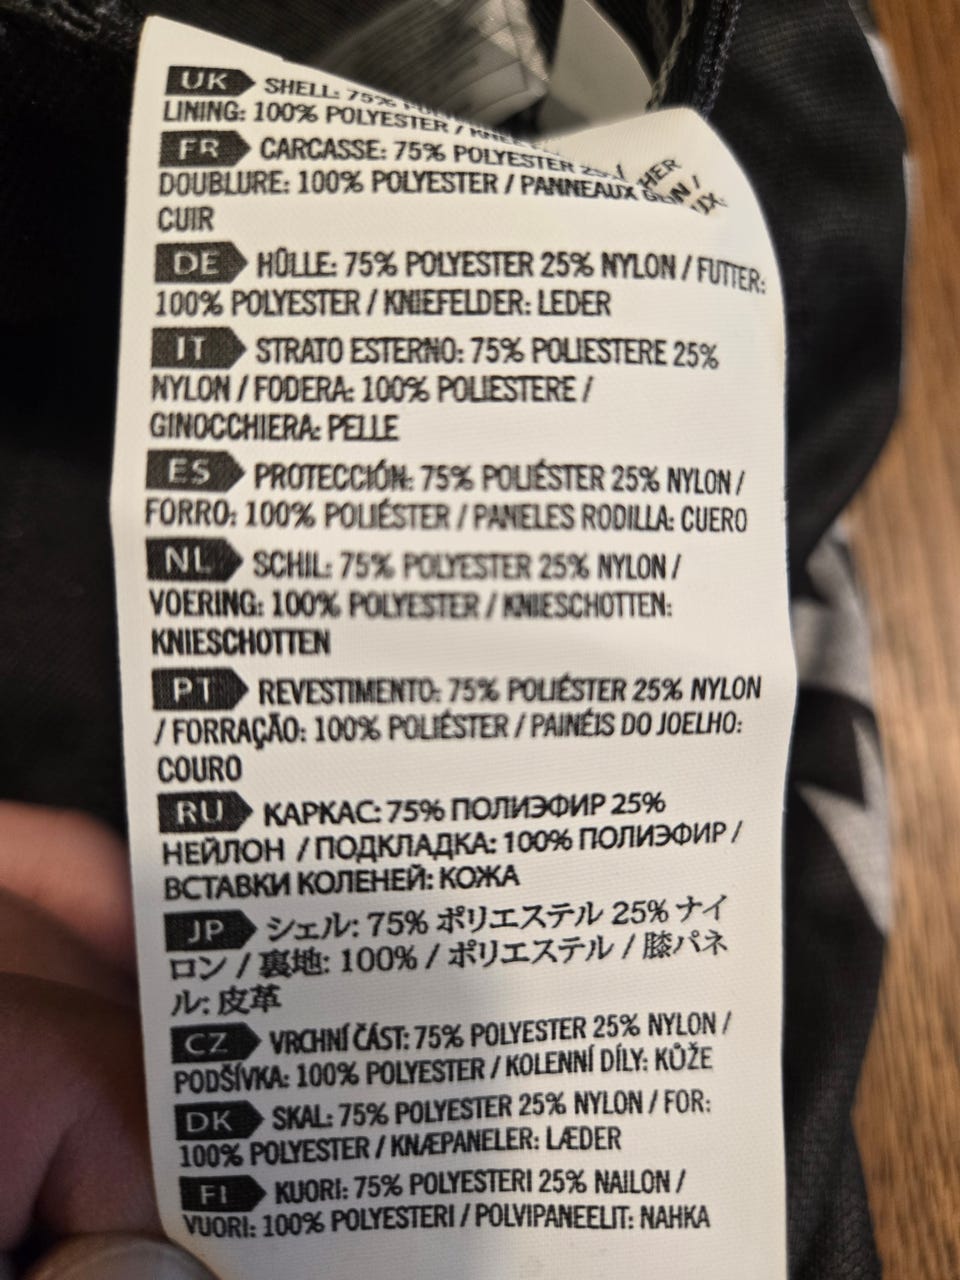 UK SHELL: 75%
LINING: 100% POLYESTER / KNEE
FR CARCASSE: 75% POLYESTER 25% HER
DOUBLURE: 100% POLYESTER / PANNEAUX
CUIR
DE HÛLLE: 75% POLYESTER 25% NYLON / FUTTER:
100% POLYESTER / KNIEFELDER: LEDER
IT STRATO ESTERNO: 75% POLIESTERE 25%
NYLON / FODERA: 100% POLIESTERE /
GINOCCHIERA: PELLE
ES PROTECCIÓN: 75% POLIÉSTER 25% NYLON /
FORRO: 100% POLIÉSTER / PANELES RODILLA: CUERO
NL SCHIL: 75% POLYESTER 25% NYLON /
VOERING: 100% POLYESTER / KNIESCHOTTEN:
KNIESCHOTTEN
PT REVESTIMENTO: 75% POLIÉSTER 25% NYLON
/ FORRAÇÃO: 100% POLIÉSTER / PAINÉIS DO JOELHO:
COURO
RU КАРКАС: 75% ПОЛИЭФИР 25%
НЕЙЛОН / ПОДКЛАДКА: 100% ПОЛИЭФИР /
ВСТАВКИ КОЛЕНЕЙ: КОЖА
JP シェル: 75% ポリエステル 25% ナイ
ロン / 裏地: 100% / ポリエステル / 膝パネ
ル: 皮革
CZ VRCHNÍ ČÁST: 75% POLYESTER 25% NYLON /
PODŠÍVKA: 100% POLYESTER / KOLENNÍ DÍLY: KŮŽE
DK SKAL: 75% POLYESTER 25% NYLON / FOR:
100% POLYESTER / KNÆPANELER: LÆDER
FI KUORI: 75% POLYESTERI 25% NAILON /
VUORI: 100% POLYESTERI / POLVIPANEELIT: NAHKA